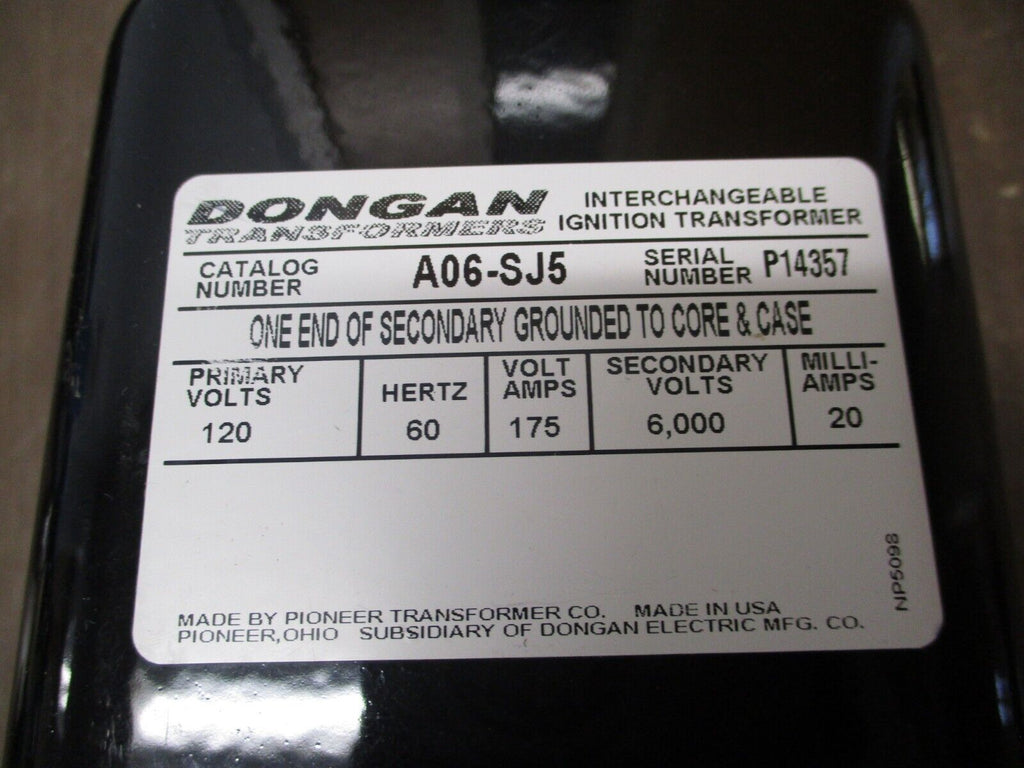 DONGAN
TRANSFORMERS
INTERCHANGEABLE
IGNITION TRANSFORMER
CATALOG
NUMBER
A06-SJ5
SERIAL
NUMBER
P14357
ONE END OF SECONDARY GROUNDED TO CORE & CASE
PRIMARY
VOLTS
120
HERTZ
60
VOLT
AMPS
175
SECONDARY
VOLTS
6,000
MILLI-
AMPS
20
NP5098
MADE BY PIONEER TRANSFORMER CO. MADE IN USA
PIONEER, OHIO SUBSIDIARY OF DONGAN ELECTRIC MFG. CO.